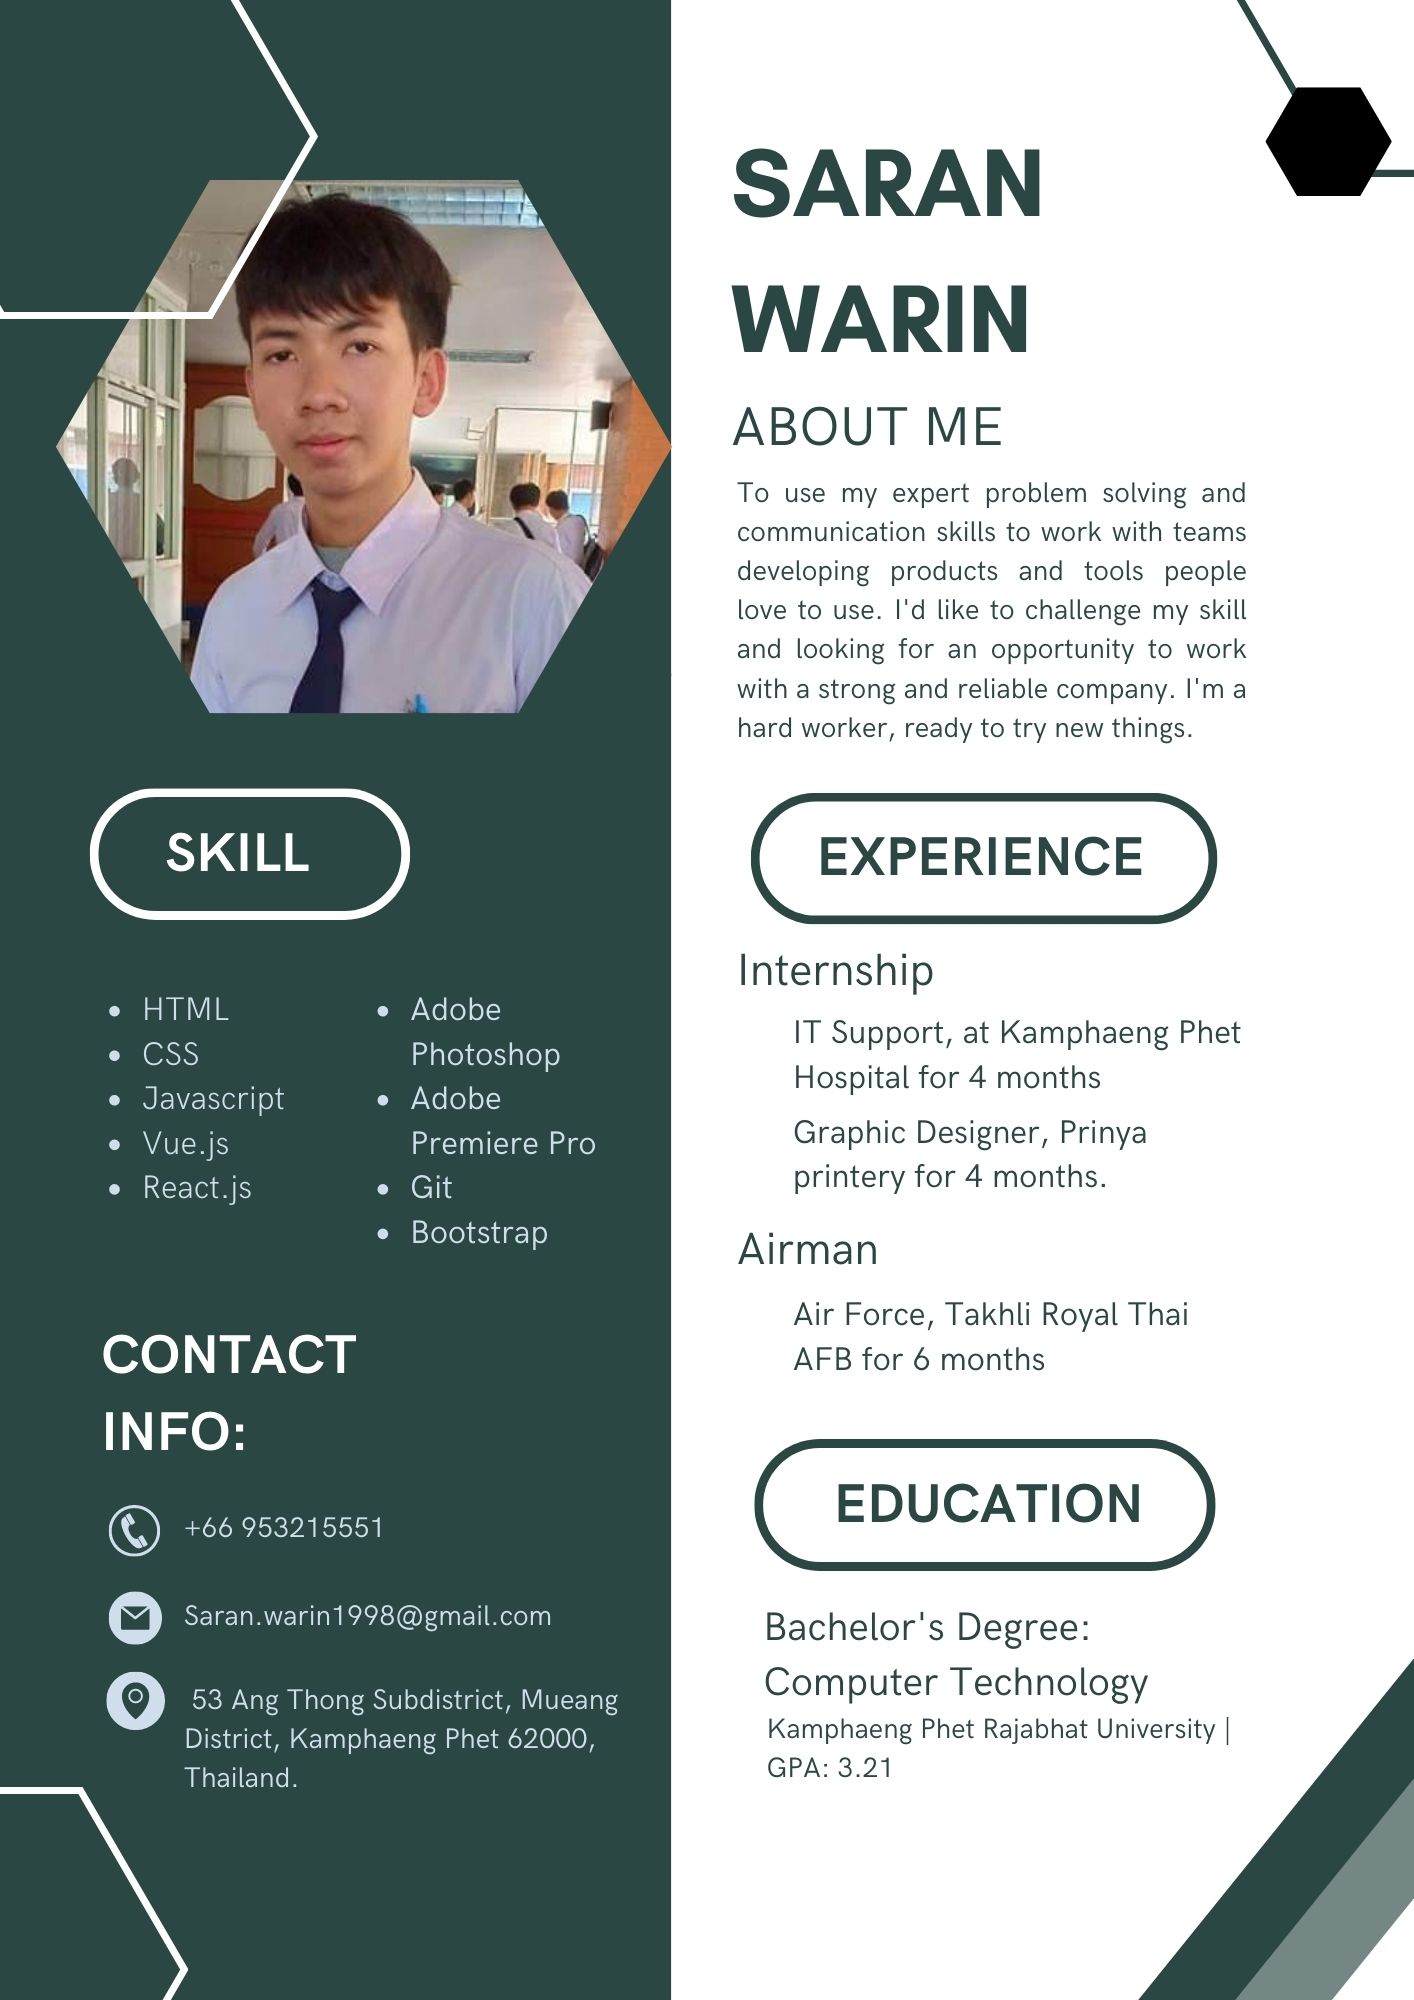 SARAN
WARIN
ABOUT ME
To use my expert problem solving and
communication skills to work with teams
developing products and tools people
love to use. I'd like to challenge my skill
and looking for an opportunity to work
with a strong and reliable company. I'm a
hard worker, ready to try new things.
SKILL
HTML
CSS
Javascript
Vue.js
React.js
Adobe
Photoshop
Adobe
Premiere Pro
Git
Bootstrap
CONTACT
INFO:
+66 953215551
Saran.warin1998@gmail.com
53 Ang Thong Subdistrict, Mueang
District, Kamphaeng Phet 62000,
Thailand.
EXPERIENCE
Internship
IT Support, at Kamphaeng Phet
Hospital for 4 months
Graphic Designer, Prinya
printery for 4 months.
Airman
Air Force, Takhli Royal Thai
AFB for 6 months
EDUCATION
Bachelor's Degree:
Computer Technology
Kamphaeng Phet Rajabhat University |
GPA: 3.21